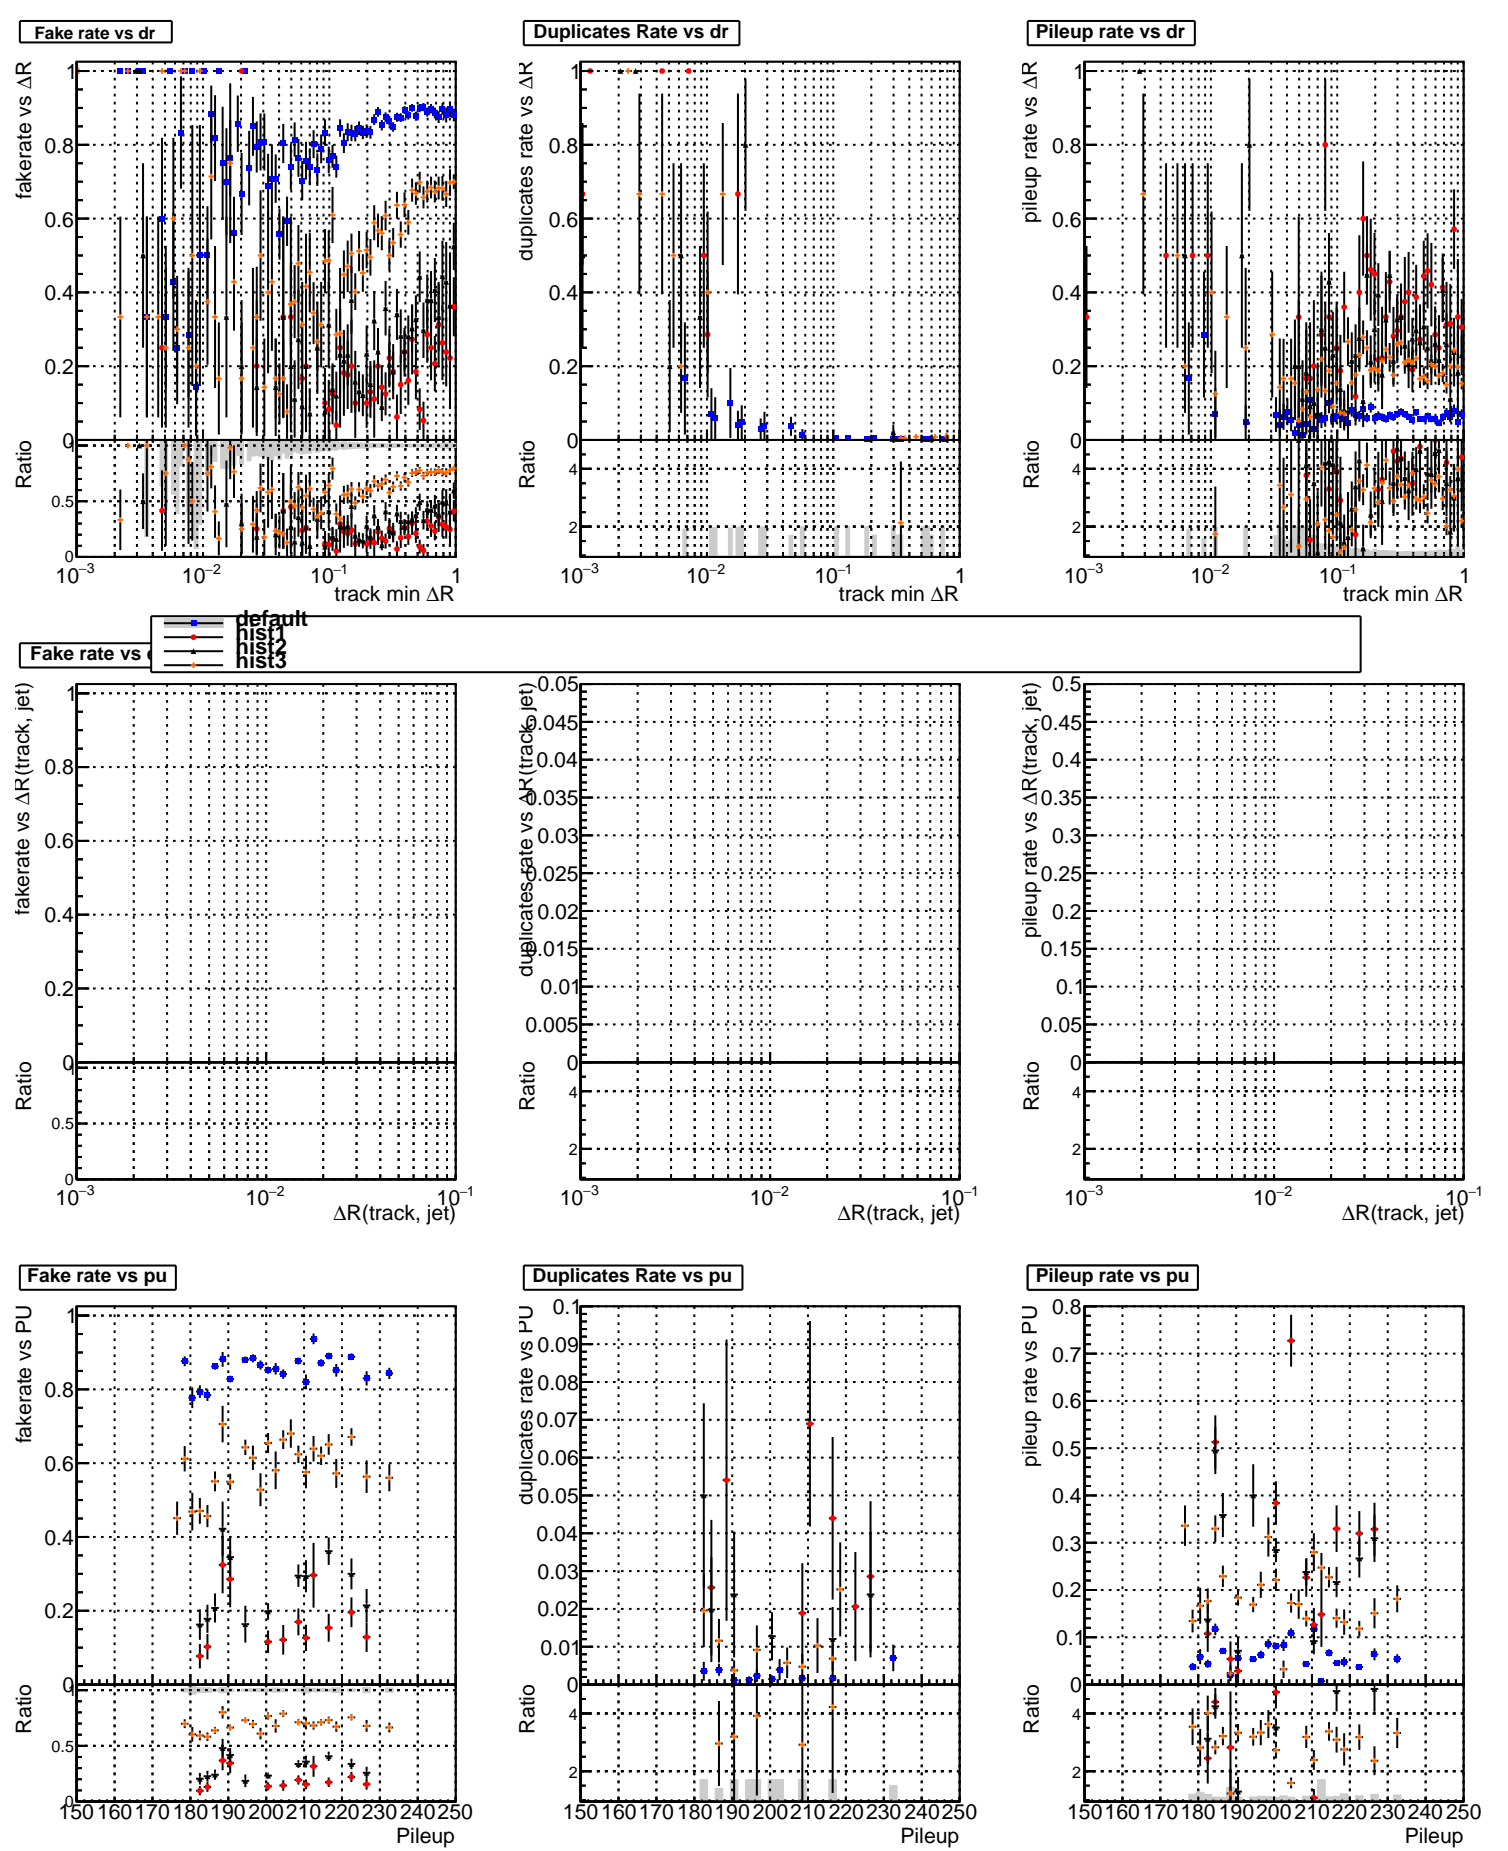 Fake rate vs dr
Duplicates Rate vs dr
Pileup rate vs dr
fakerate vs ΔR
1
0.8
0.6
0.4
0.2
0
Ratio
0.5
0
10⁻³
10⁻²
10⁻¹
1
track min ΔR
duplicates rate vs ΔR
1
0.8
0.6
0.4
0.2
0
Ratio
4
2
10⁻³
10⁻²
10⁻¹
1
track min ΔR
pileup rate vs ΔR
1
0.8
0.6
0.4
0.2
0
Ratio
4
2
10⁻³
10⁻²
10⁻¹
1
track min ΔR
default
hist1
hist2
hist3
Fake rate vs
fakerate vs ΔR(track, jet)
1
0.8
0.6
0.4
0.2
0
Ratio
0.5
0
10⁻³
10⁻²
10⁻¹
ΔR(track, jet)
duplicates rate vs ΔR(track, jet)
0.05
0.045
0.04
0.035
0.03
0.025
0.02
0.015
0.01
0.005
0
Ratio
4
2
10⁻³
10⁻²
10⁻¹
ΔR(track, jet)
pileup rate vs ΔR(track, jet)
0.5
0.45
0.4
0.35
0.3
0.25
0.2
0.15
0.1
0.05
0
Ratio
4
2
10⁻³
10⁻²
10⁻¹
ΔR(track, jet)
Fake rate vs pu
Duplicates Rate vs pu
Pileup rate vs pu
fakerate vs PU
1
0.8
0.6
0.4
0.2
0
Ratio
0.5
0
150 160 170 180 190 200 210 220 230 240 250
Pileup
duplicates rate vs PU
0.1
0.09
0.08
0.07
0.06
0.05
0.04
0.03
0.02
0.01
0
Ratio
4
2
150 160 170 180 190 200 210 220 230 240 250
Pileup
pileup rate vs PU
0.8
0.7
0.6
0.5
0.4
0.3
0.2
0.1
0
Ratio
4
2
150 160 170 180 190 200 210 220 230 240 250
Pileup